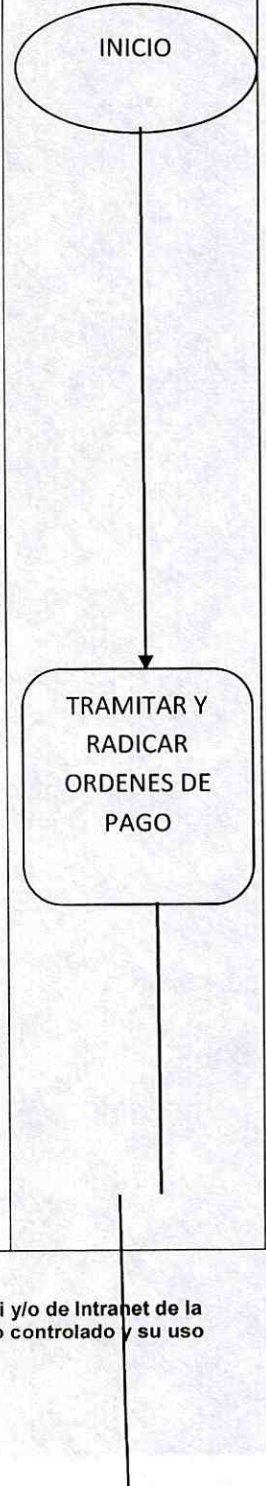 INICIO
TRAMITAR Y
RADICAR
ORDENES DE
PAGO
i y/o de Intranet de la
o controlado y su uso